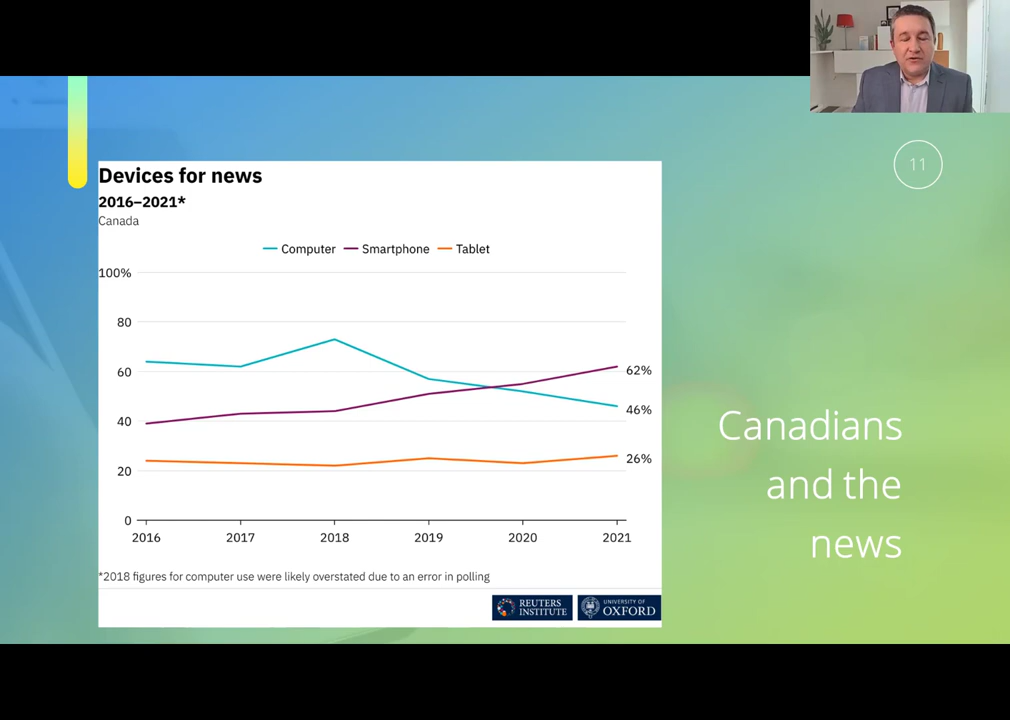 11
Devices for news
2016–2021*
Canada
Computer Smartphone Tablet
100%
80
60
40
20
0
62%
46%
26%
2016 2017 2018 2019 2020 2021
*2018 figures for computer use were likely overstated due to an error in polling
REUTERS
INSTITUTE
UNIVERSITY OF
OXFORD
Canadians
and the
news